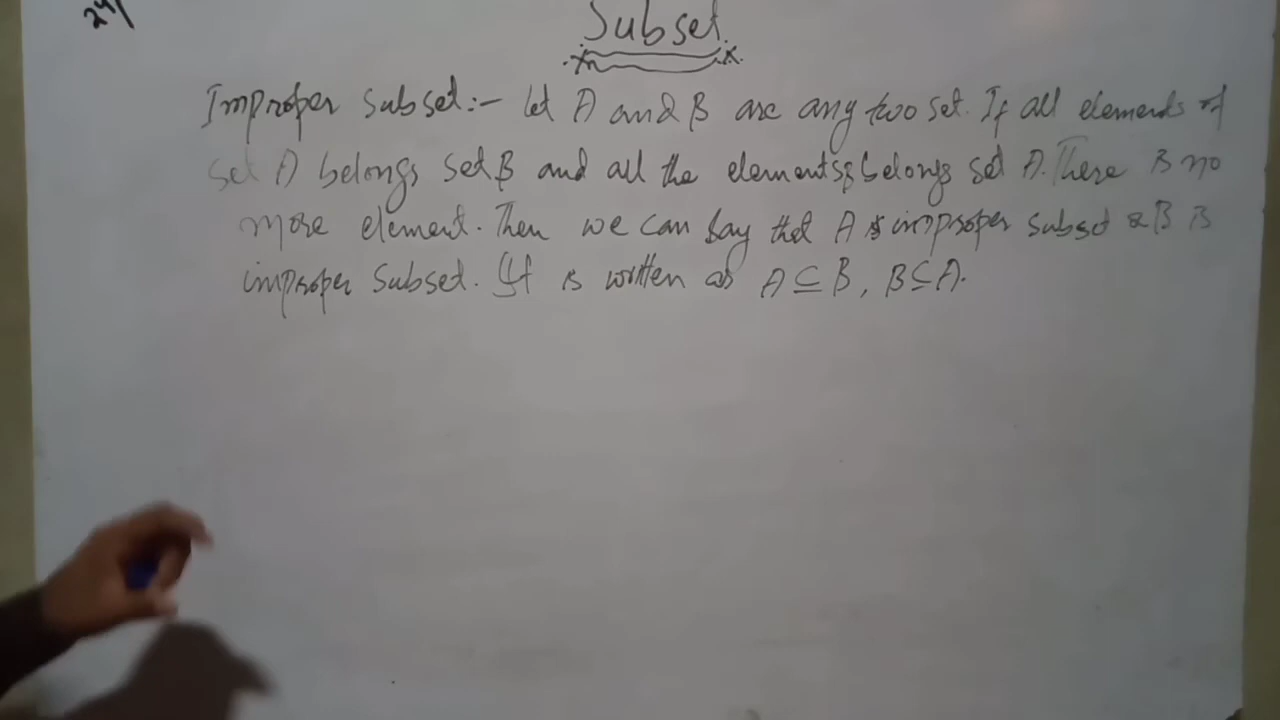 24/
Subset
Improper Subset:- Let A and B are any two set. If all elements of
set A belongs set B and all the elements B belongs set A. There is no
more element. Then we can say that A is improper subset & B is
improper Subset. It is written as A ⊆ B, B ⊆ A.